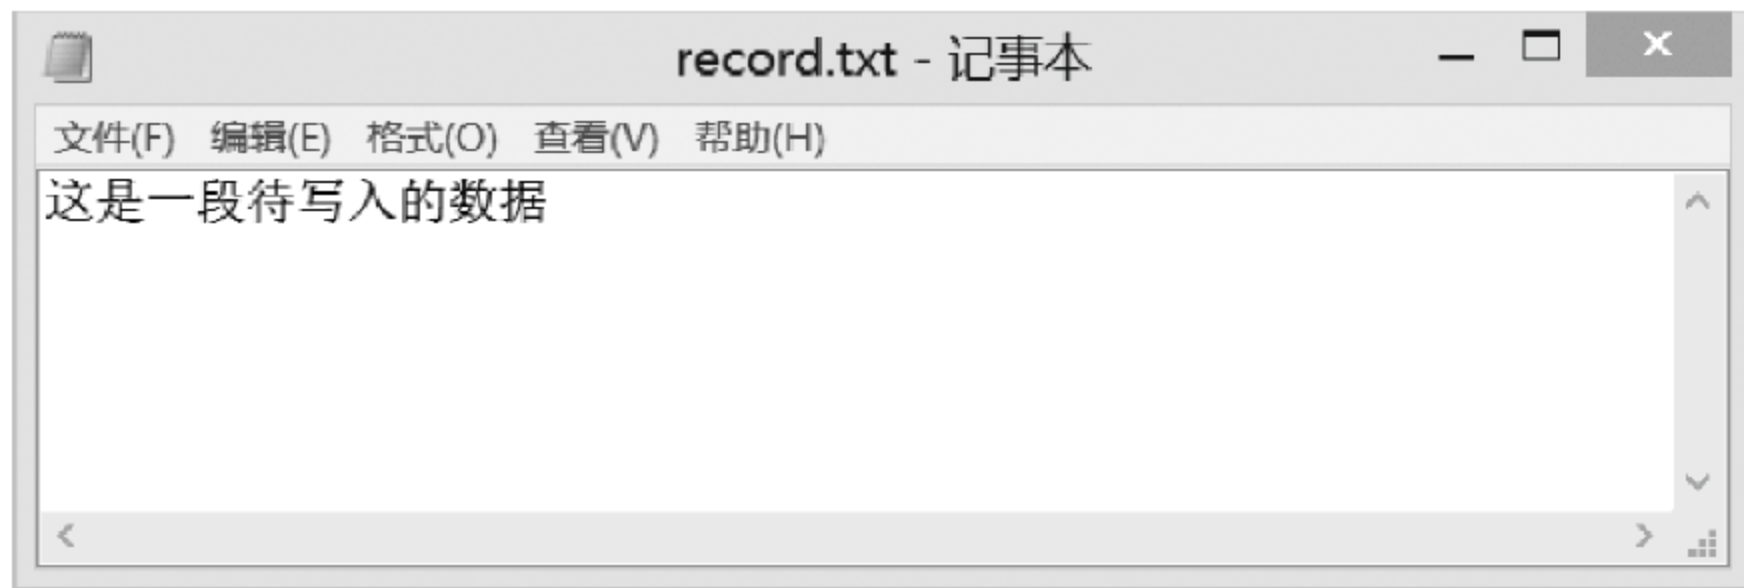 record.txt - 记事本
文件(F) 编辑(E) 格式(O) 查看(V) 帮助(H)
这是一段待写入的数据